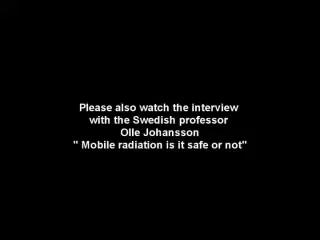 Please also watch the interview
with the Swedish professor
Olle Johansson
" Mobile radiation is it safe or not"